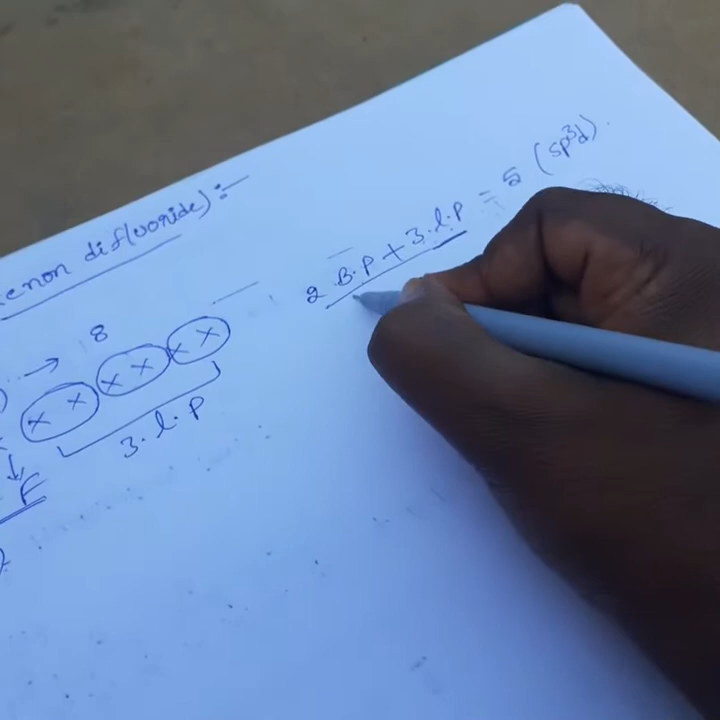 enon difluoride):-
2 B.P + 3.l.P = 5 (sp³d).
→ 8
x x x x x x
3.l.P
↓
F